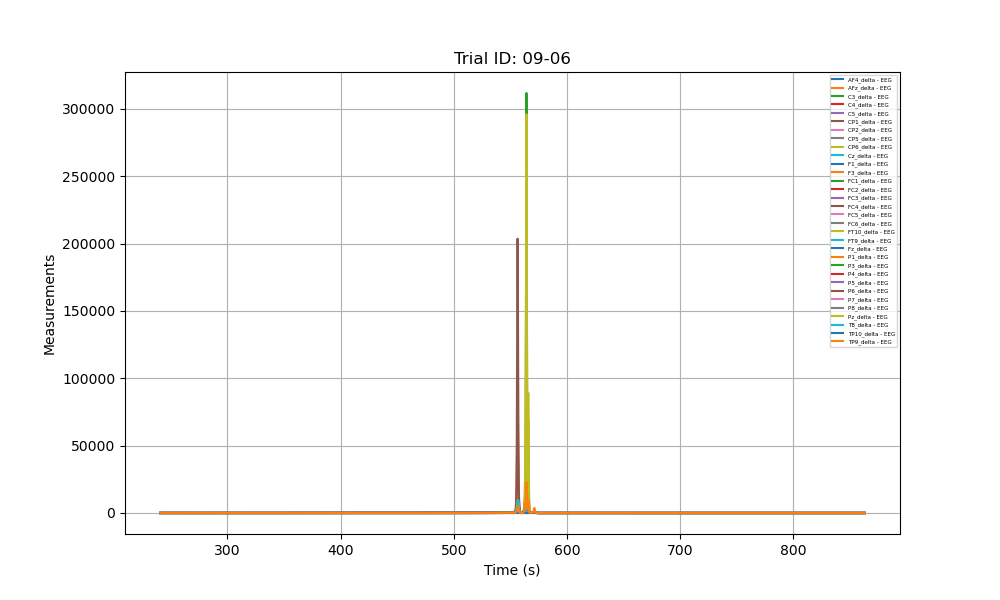 Trial ID: 09-06
300000
250000
200000
150000
100000
50000
0
Measurements
300
400
500
600
700
800
Time (s)
AF4_delta - EEG
AFz_delta - EEG
C3_delta - EEG
C4_delta - EEG
C5_delta - EEG
CP1_delta - EEG
CP2_delta - EEG
CP5_delta - EEG
CP6_delta - EEG
Cz_delta - EEG
F1_delta - EEG
F3_delta - EEG
FC1_delta - EEG
FC2_delta - EEG
FC3_delta - EEG
FC4_delta - EEG
FC5_delta - EEG
FC6_delta - EEG
FT10_delta - EEG
FT9_delta - EEG
Fz_delta - EEG
P1_delta - EEG
P3_delta - EEG
P4_delta - EEG
P5_delta - EEG
P6_delta - EEG
P7_delta - EEG
P8_delta - EEG
Pz_delta - EEG
T8_delta - EEG
TP10_delta - EEG
TP9_delta - EEG